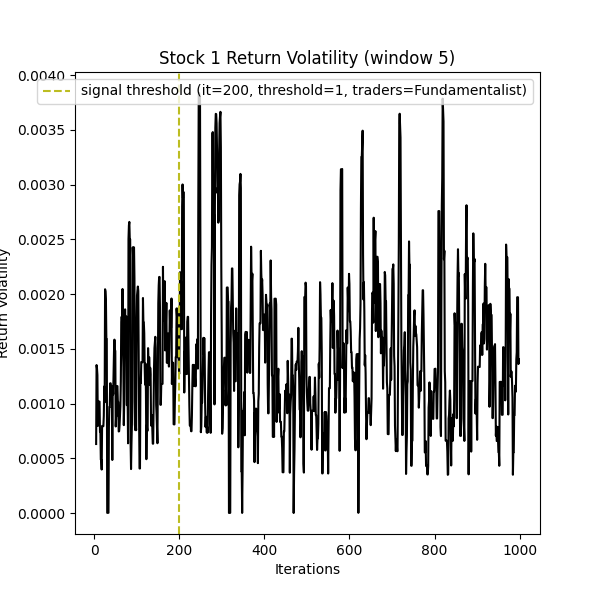 Stock 1 Return Volatility (window 5)
signal threshold (it=200, threshold=1, traders=Fundamentalist)
0.0040
0.0035
0.0030
0.0025
0.0020
0.0015
0.0010
0.0005
0.0000
Return Volatility
0 200 400 600 800 1000
Iterations